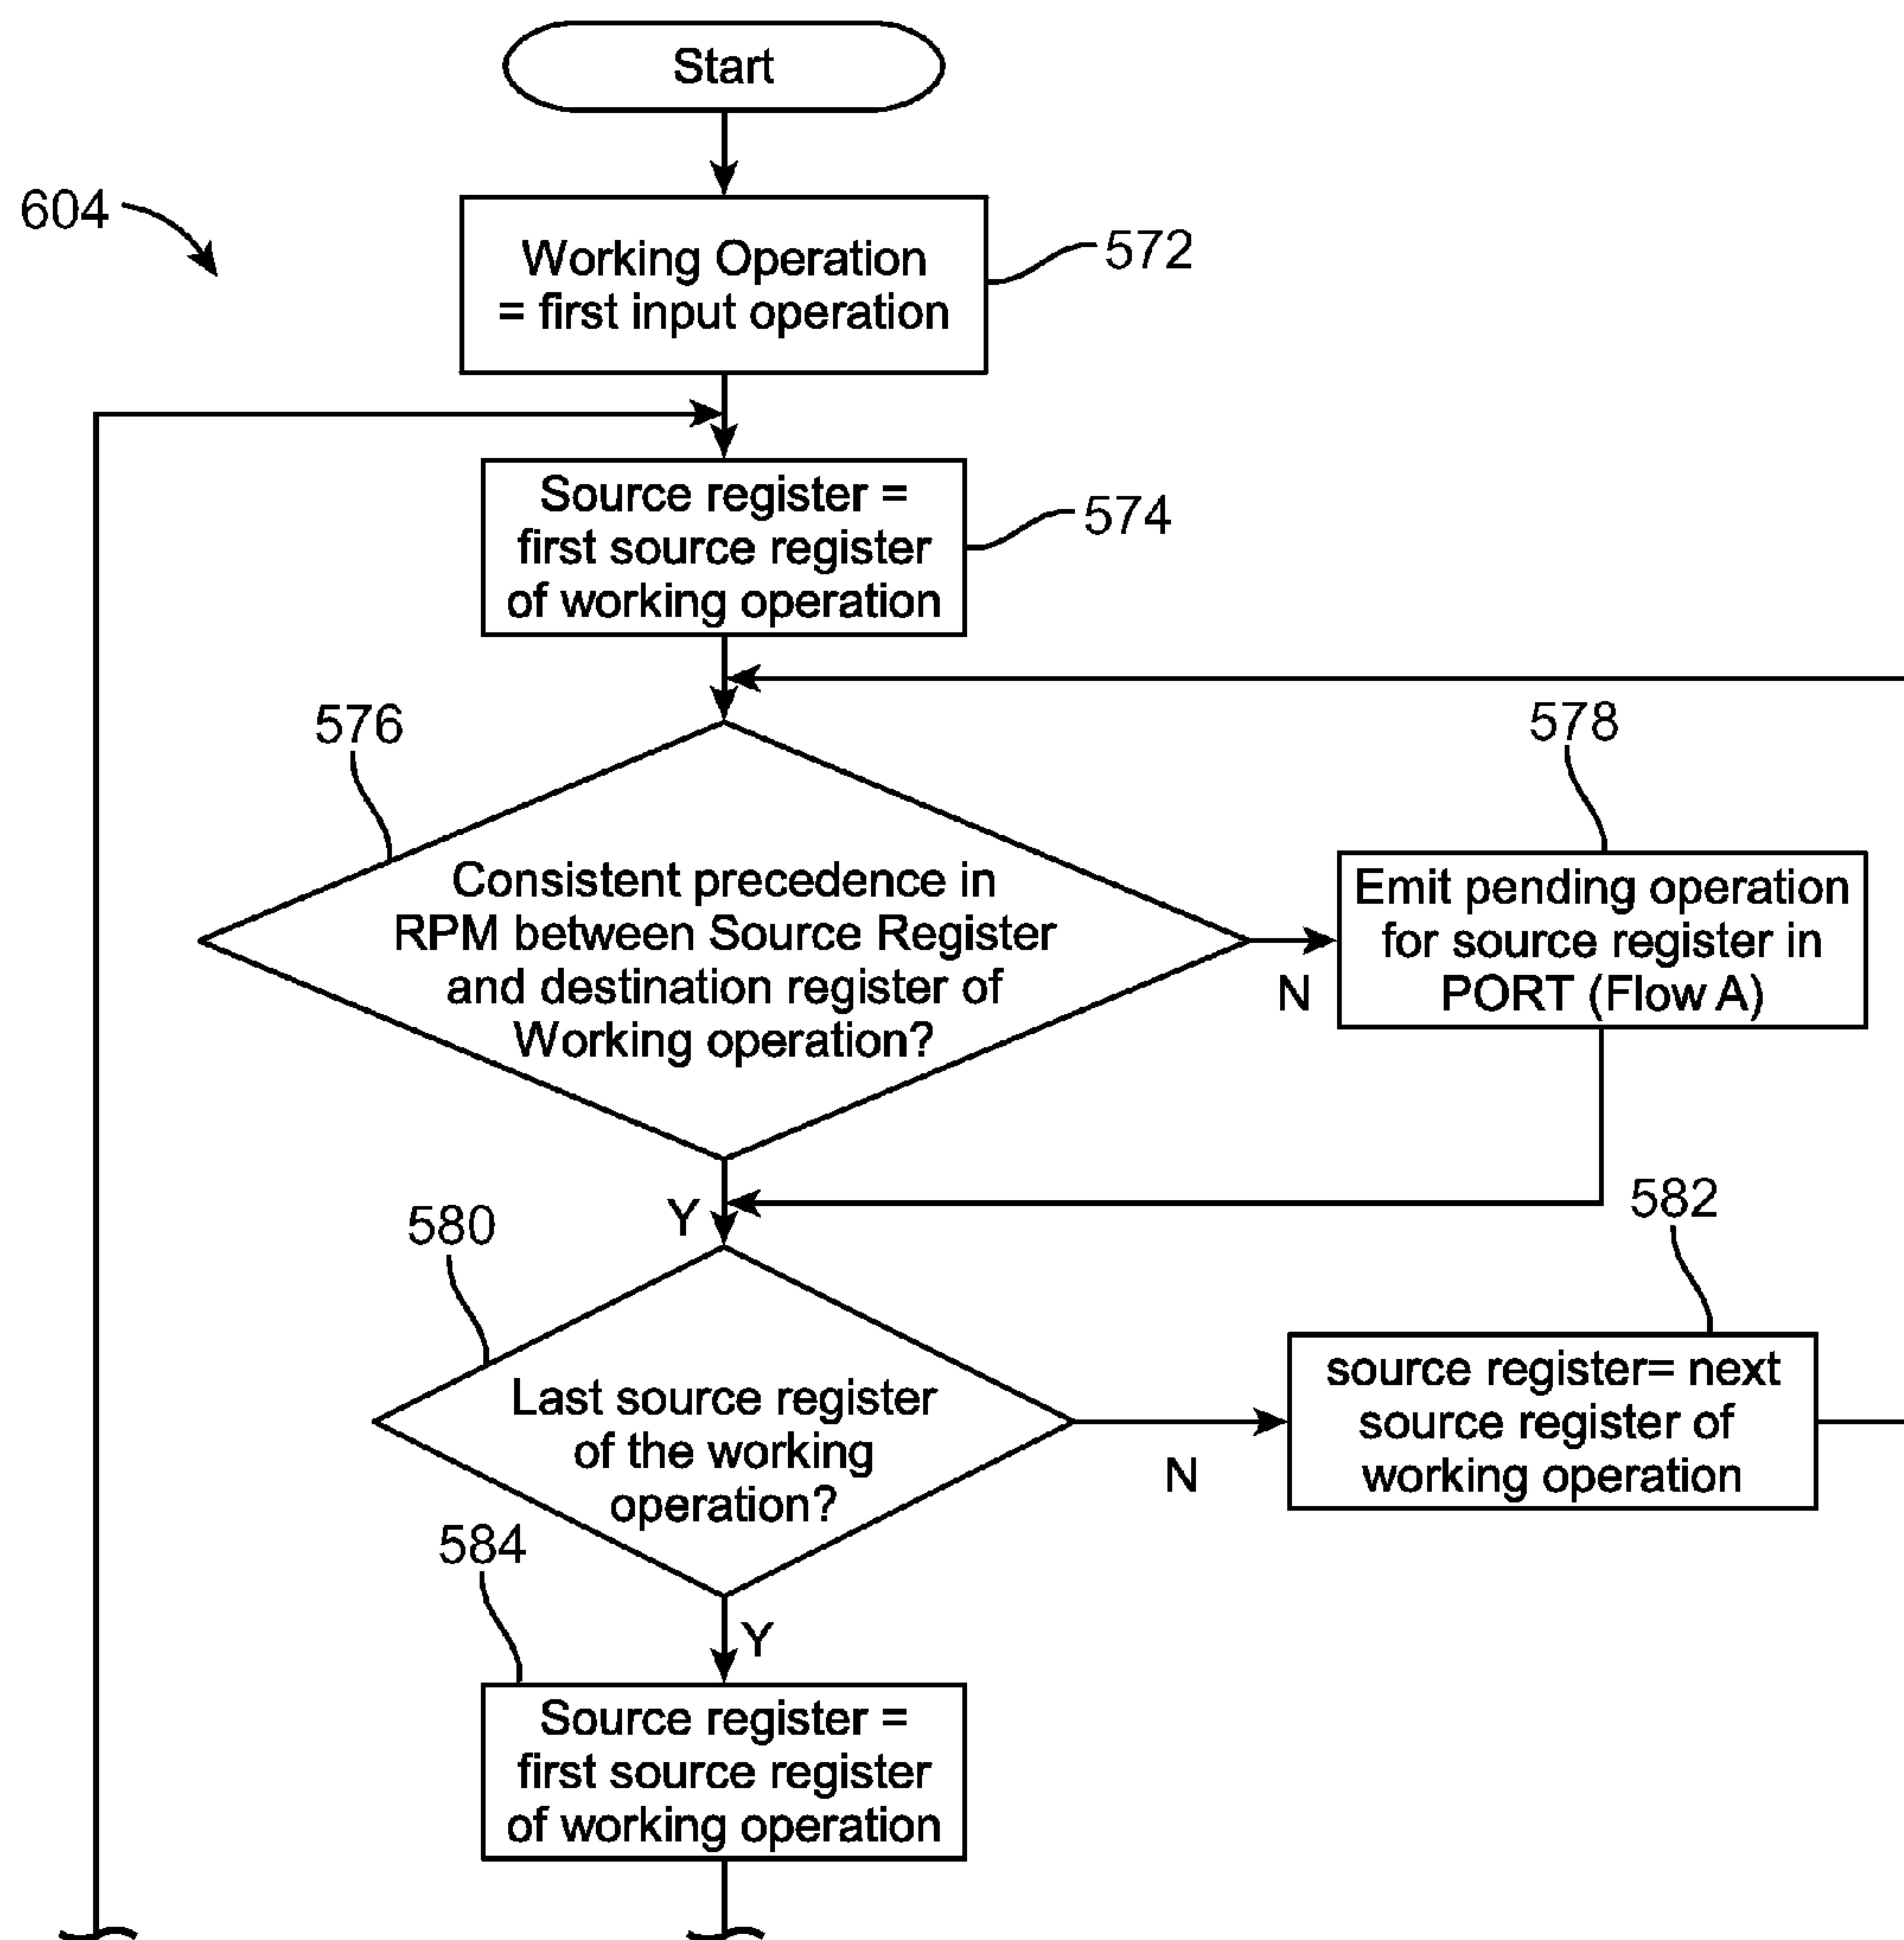 Start
604
Working Operation
= first input operation
572
Source register =
first source register
of working operation
574
576
Consistent precedence in
RPM between Source Register
and destination register of
Working operation?
N
578
Emit pending operation
for source register in
PORT (Flow A)
Y
580
Last source register
of the working
operation?
N
582
source register= next
source register of
working operation
584
Y
Source register =
first source register
of working operation